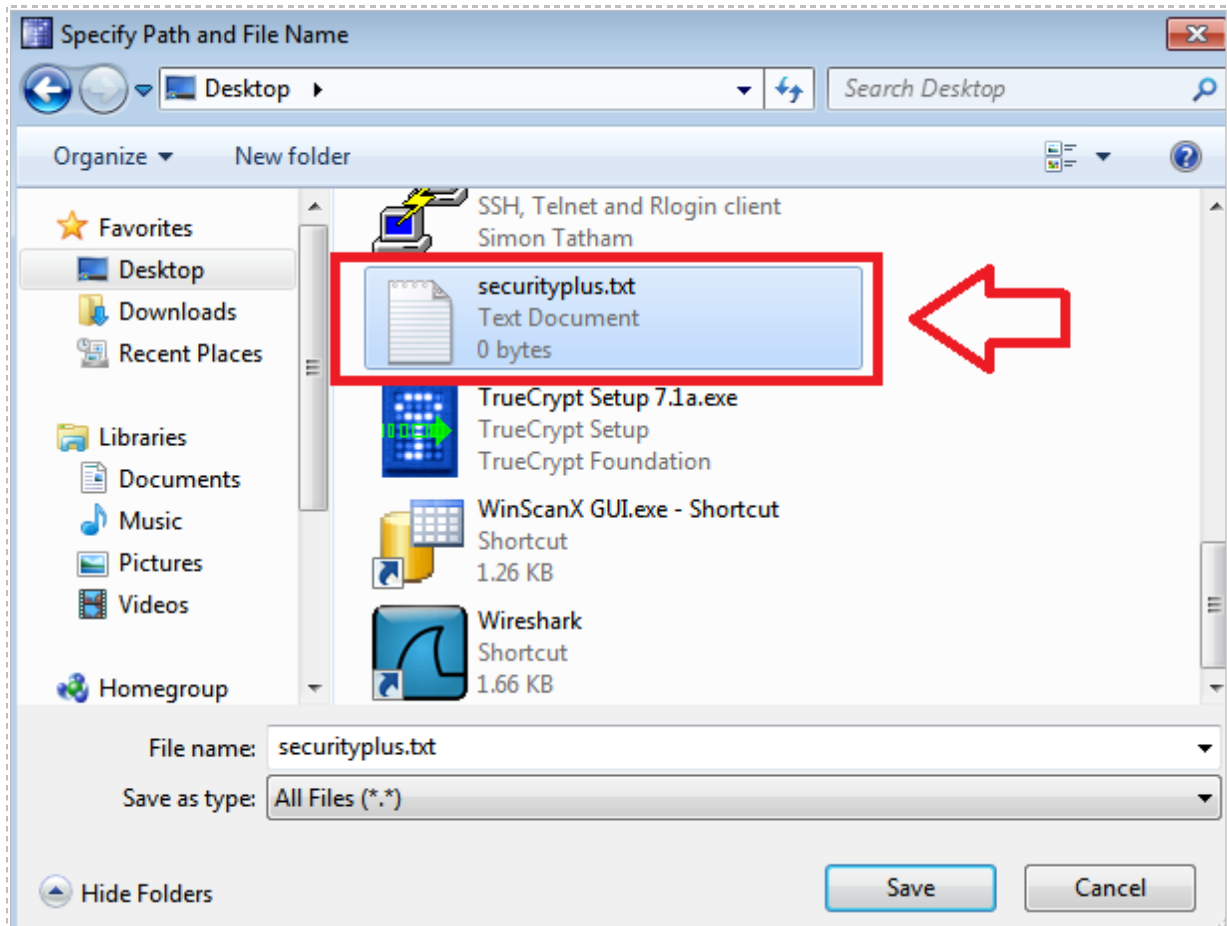 Specify Path and File Name
Desktop
Search Desktop
Organize
New folder
Favorites
Desktop
Downloads
Recent Places
Libraries
Documents
Music
Pictures
Videos
Homegroup
SSH, Telnet and Rlogin client
Simon Tatham
securityplus.txt
Text Document
0 bytes
TrueCrypt Setup 7.1a.exe
TrueCrypt Setup
TrueCrypt Foundation
WinScanX GUI.exe - Shortcut
Shortcut
1.26 KB
Wireshark
Shortcut
1.66 KB
File name: securityplus.txt
Save as type: All Files (*.*)
Hide Folders
Save
Cancel